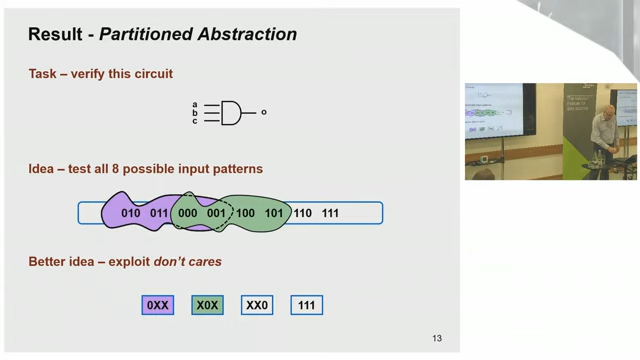 Result - Partitioned Abstraction
Task – verify this circuit
a
b
c
o
Idea – test all 8 possible input patterns
010 011 000 001 100 101 110 111
Better idea – exploit don't cares
0XX X0X XX0 111
13